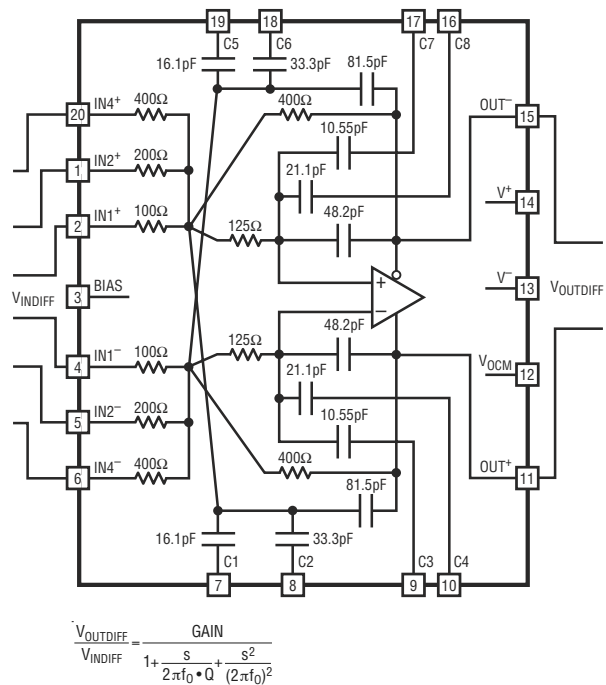 19 18 17 16
C5 C6 C7 C8
16.1pF 33.3pF 81.5pF
20 IN4+ 400Ω 400Ω OUT− 15
10.55pF
1 IN2+ 200Ω 21.1pF
V+ 14
2 IN1+ 100Ω 125Ω 48.2pF
VINDIFF 3 BIAS + V− 13 VOUTDIFF
−
4 IN1− 100Ω 125Ω 48.2pF VOCM 12
21.1pF
5 IN2− 200Ω 10.55pF
6 IN4− 400Ω 400Ω OUT+ 11
81.5pF
16.1pF 33.3pF
C1 C2 C3 C4
7 8 9 10
VOUTDIFF / VINDIFF = GAIN / 1 + s / 2πf0 • Q + s2 / (2πf0)2